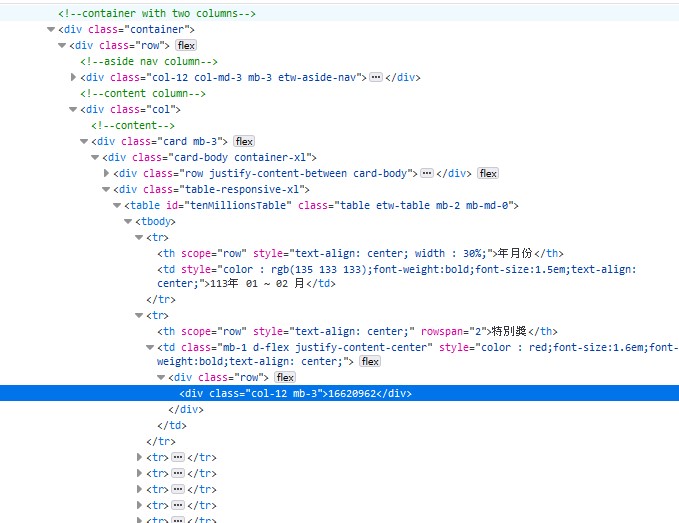 <!--container with two columns-->
<div class="container">
<div class="row"> flex
<!--aside nav column-->
<div class="col-12 col-md-3 mb-3 etw-aside-nav"> ⋯ </div>
<!--content column-->
<div class="col">
<!--content-->
<div class="card mb-3"> flex
<div class="card-body container-xl">
<div class="row justify-content-between card-body"> ⋯ </div> flex
<div class="table-responsive-xl">
<table id="tenMillionsTable" class="table etw-table mb-2 mb-md-0">
<tbody>
<tr>
<th scope="row" style="text-align: center; width : 30%;">年月份</th>
<td style="color : rgb(135 133 133);font-weight:bold;font-size:1.5em;text-align:
center;">113年 01 ~ 02 月</td>
</tr>
<tr>
<th scope="row" style="text-align: center;" rowspan="2">特別獎</th>
<td class="mb-1 d-flex justify-content-center" style="color : red;font-size:1.6em;font-
weight:bold;text-align: center;"> flex
<div class="row"> flex
<div class="col-12 mb-3">16620962</div>
</div>
</td>
</tr>
<tr> ⋯ </tr>
<tr> ⋯ </tr>
<tr> ⋯ </tr>
<tr> ⋯ </tr>
<tr> ⋯ </tr>